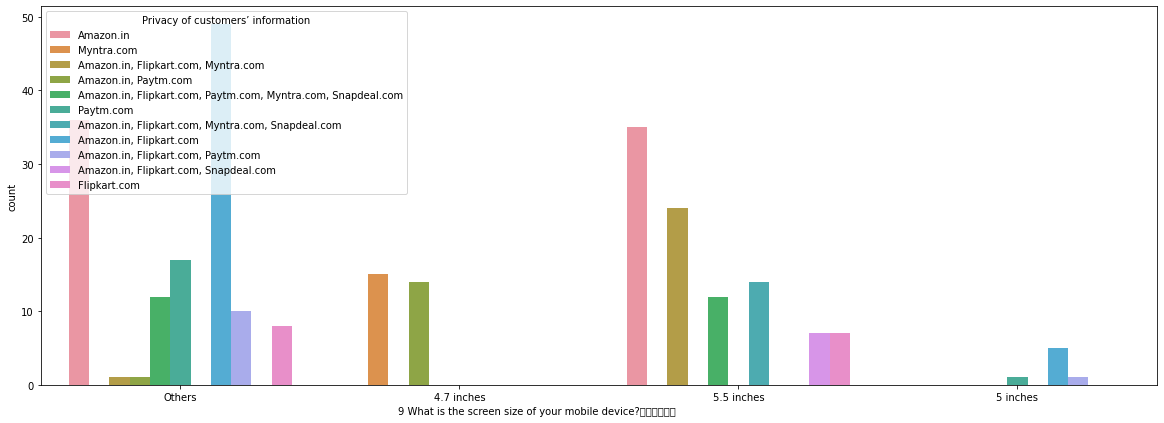 Privacy of customers’ information
Amazon.in
Myntra.com
Amazon.in, Flipkart.com, Myntra.com
Amazon.in, Paytm.com
Amazon.in, Flipkart.com, Paytm.com, Myntra.com, Snapdeal.com
Paytm.com
Amazon.in, Flipkart.com, Myntra.com, Snapdeal.com
Amazon.in, Flipkart.com
Amazon.in, Flipkart.com, Paytm.com
Amazon.in, Flipkart.com, Snapdeal.com
Flipkart.com
50
40
30
20
10
0
count
Others
4.7 inches
5.5 inches
5 inches
9 What is the screen size of your mobile device?